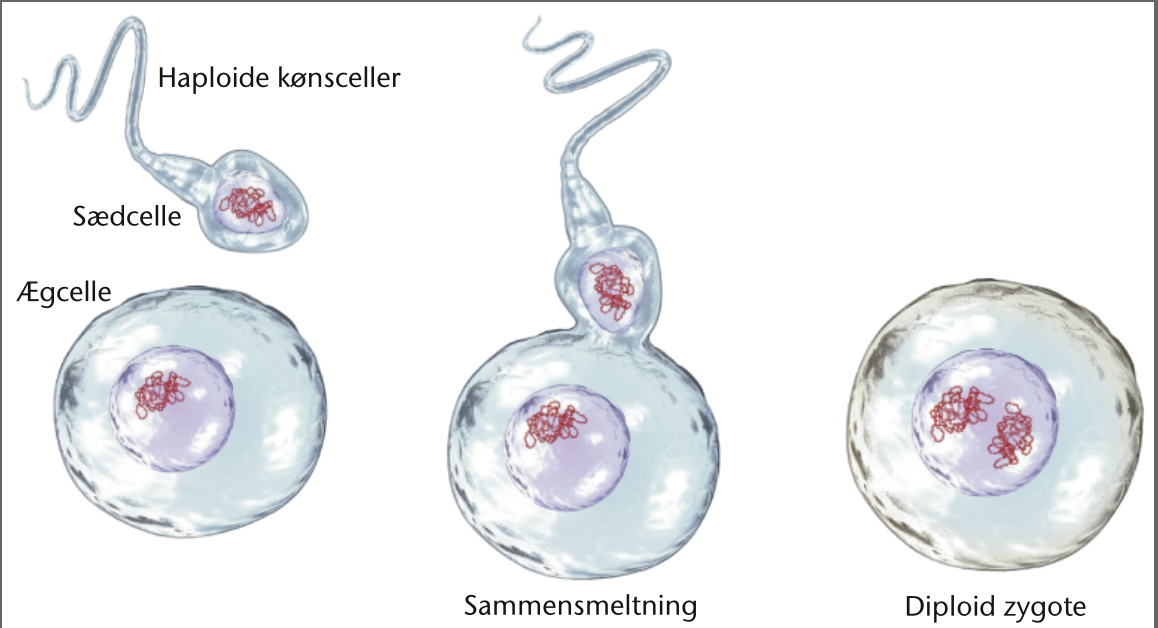 Haploide kønsceller
Sædcelle
Ægcelle
Sammensmeltning
Diploid zygote